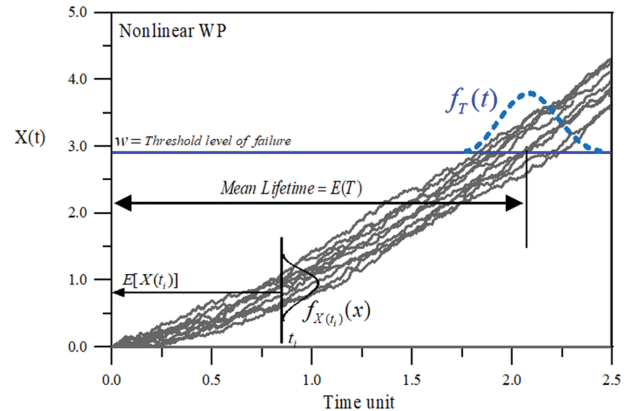 5.0
Nonlinear WP
4.0
f_T(t)
X(t)
w = Threshold level of failure
3.0
Mean Lifetime = E(T)
2.0
1.0
E[X(t_i)]
f_X(t_i)(x)
t_i
0.0
0.0 0.5 1.0 1.5 2.0 2.5
Time unit